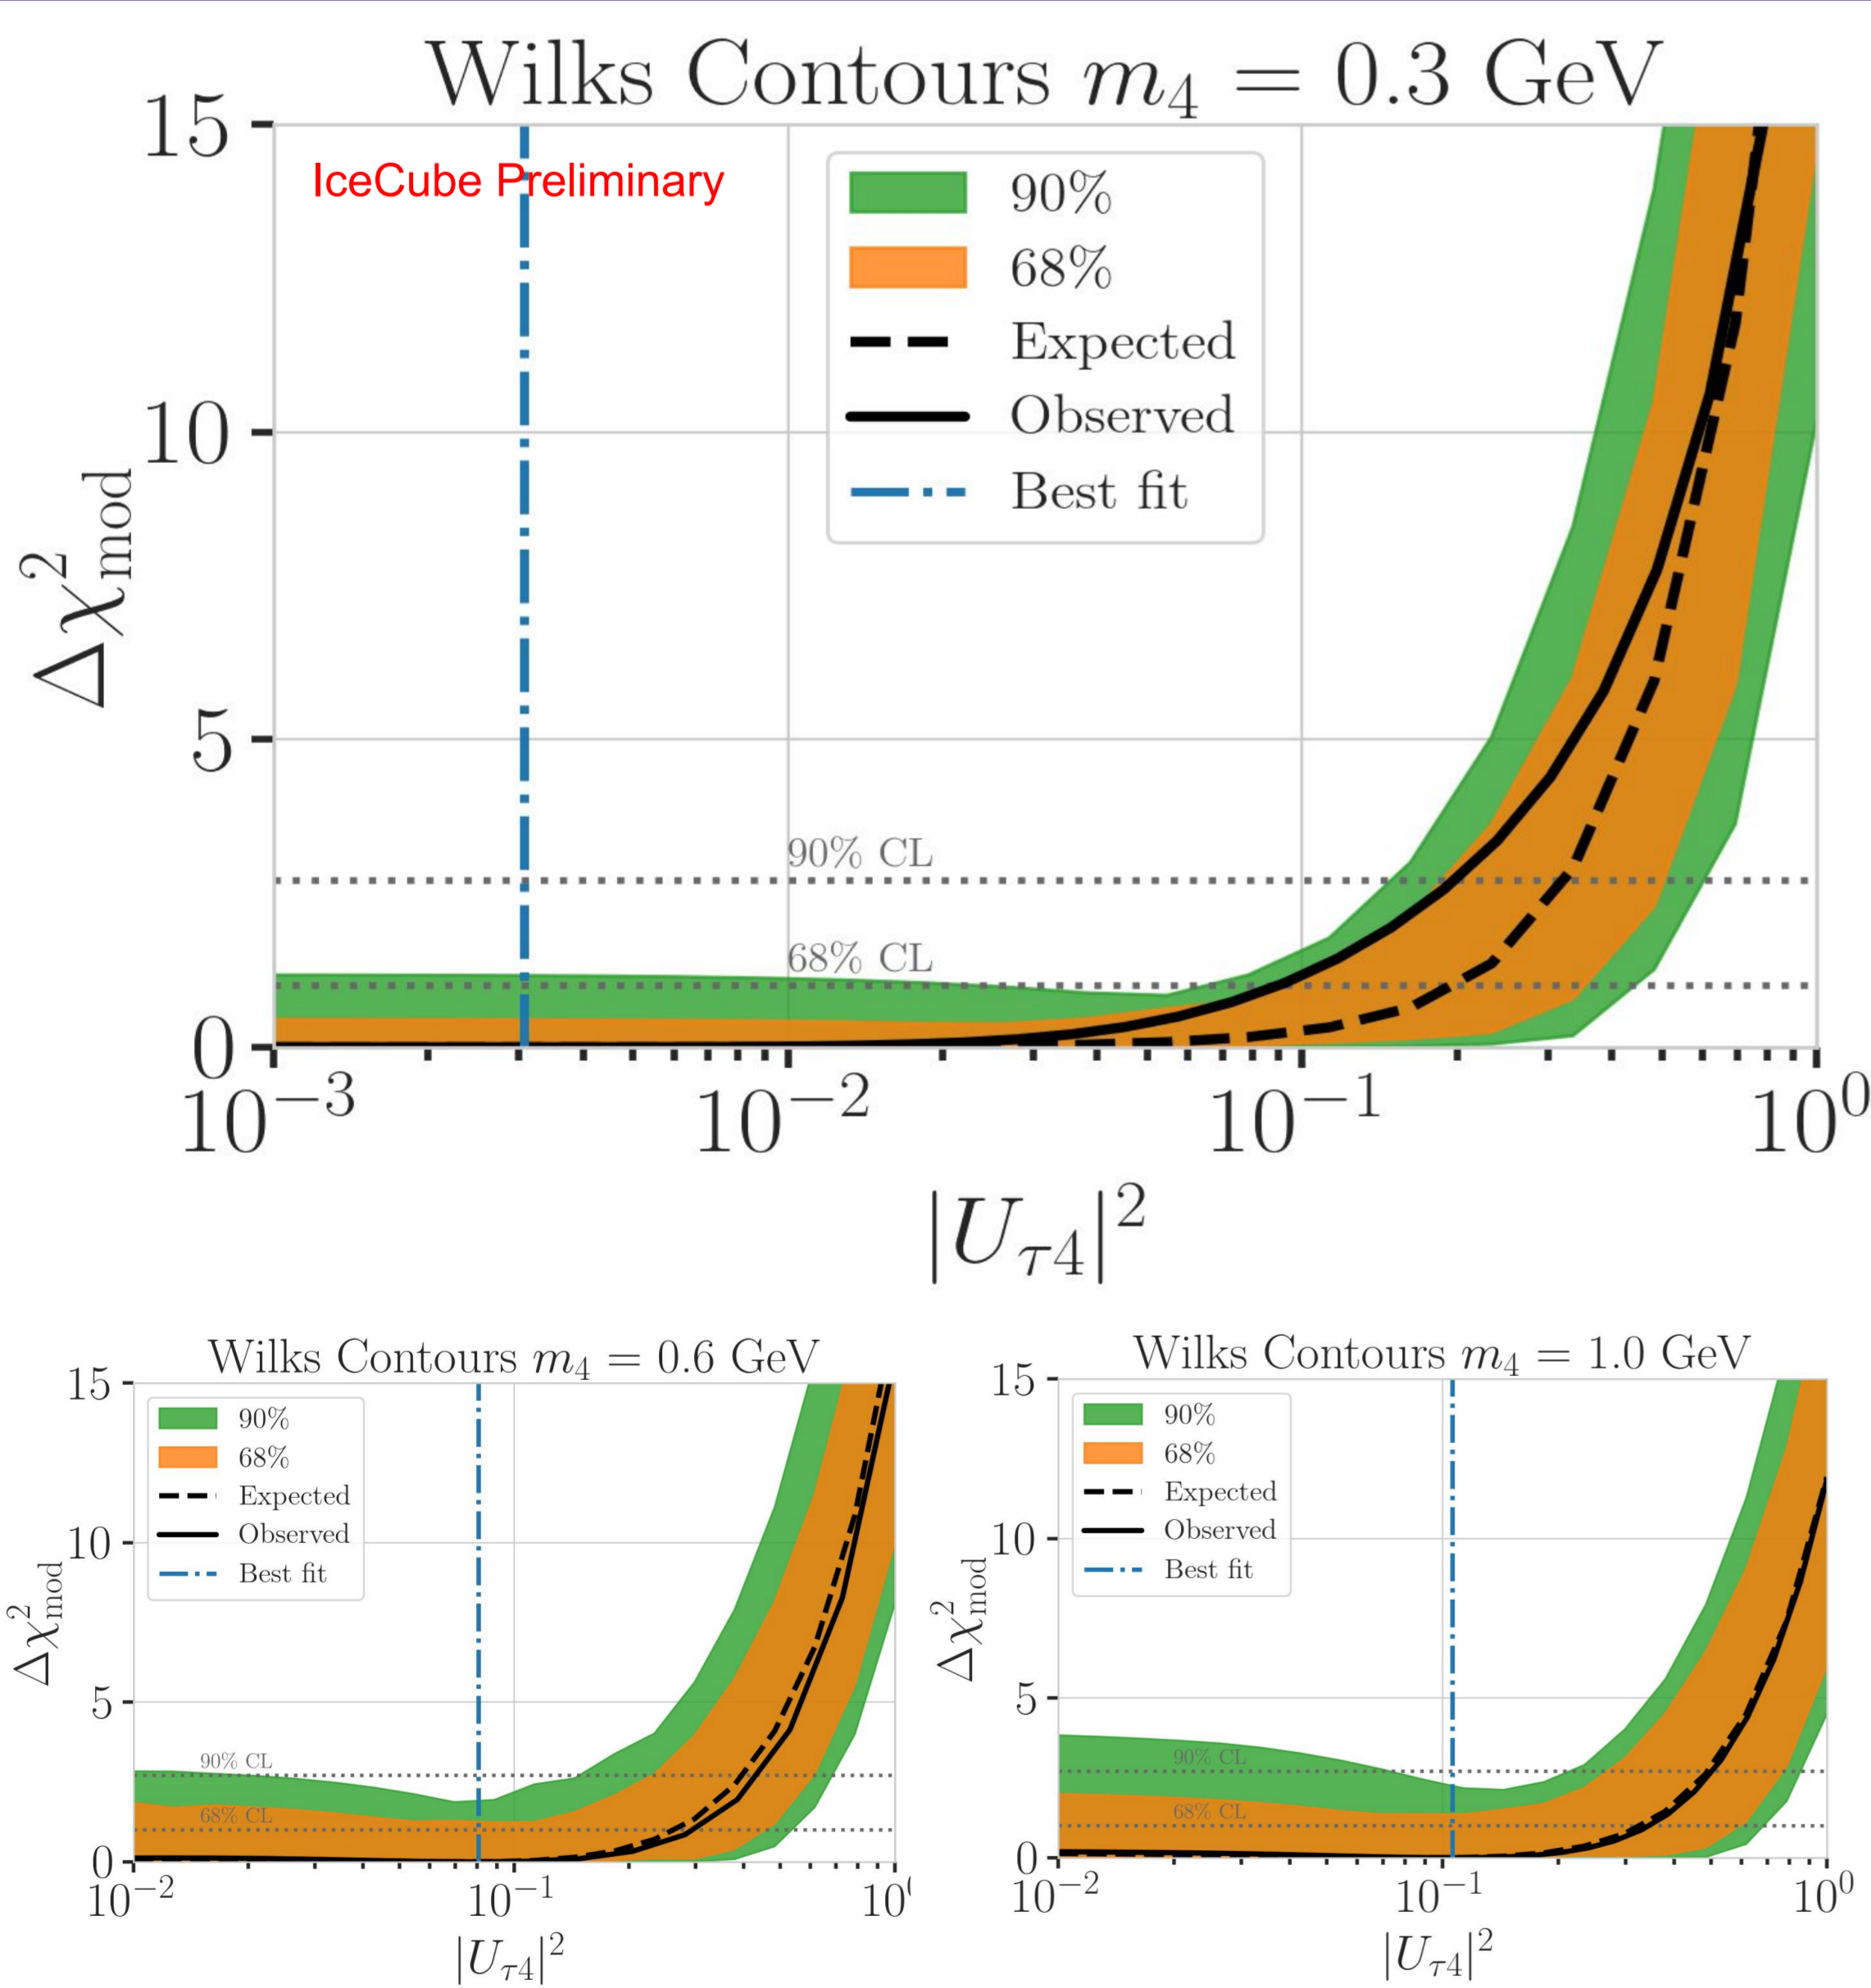 Wilks Contours m₄ = 0.3 GeV
15
IceCube Preliminary
90%
68%
Expected
Observed
Best fit
10
5
0
Δχ²mod
90% CL
68% CL
10⁻³ 10⁻² 10⁻¹ 10⁰
|Uτ4|²
Wilks Contours m₄ = 0.6 GeV
15
90%
68%
Expected
Observed
Best fit
10
5
0
Δχ²mod
90% CL
68% CL
10⁻² 10⁻¹ 10
|Uτ4|²
Wilks Contours m₄ = 1.0 GeV
15
90%
68%
Expected
Observed
Best fit
10
5
0
Δχ²mod
90% CL
68% CL
10⁻² 10⁻¹ 10⁰
|Uτ4|²